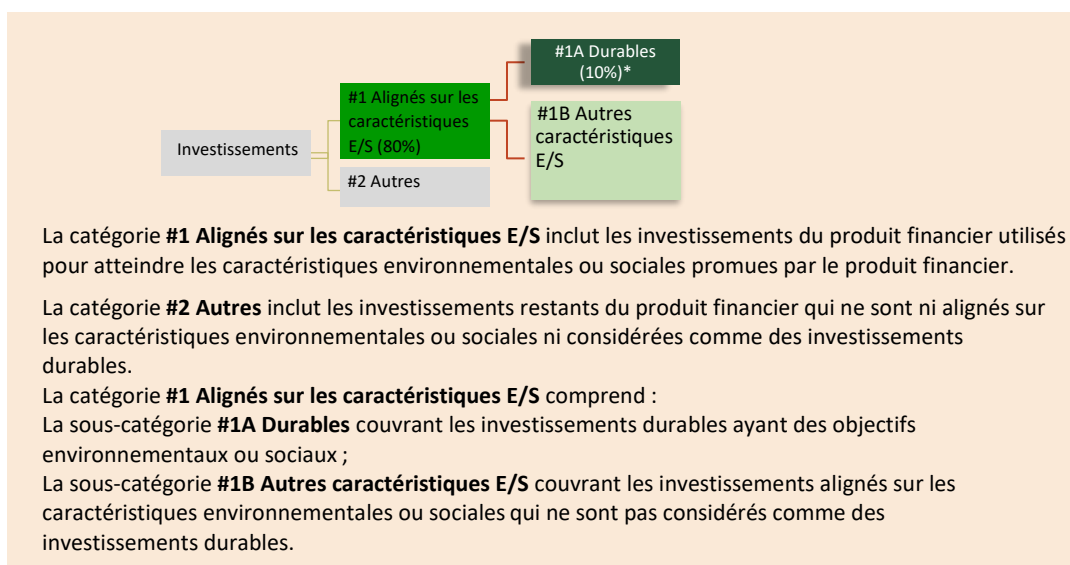 #1A Durables
(10%)*
#1 Alignés sur les
caractéristiques
E/S (80%)
#1B Autres
caractéristiques
E/S
Investissements
#2 Autres
La catégorie #1 Alignés sur les caractéristiques E/S inclut les investissements du produit financier utilisés
pour atteindre les caractéristiques environnementales ou sociales promues par le produit financier.
La catégorie #2 Autres inclut les investissements restants du produit financier qui ne sont ni alignés sur
les caractéristiques environnementales ou sociales ni considérées comme des investissements
durables.
La catégorie #1 Alignés sur les caractéristiques E/S comprend :
La sous-catégorie #1A Durables couvrant les investissements durables ayant des objectifs
environnementaux ou sociaux ;
La sous-catégorie #1B Autres caractéristiques E/S couvrant les investissements alignés sur les
caractéristiques environnementales ou sociales qui ne sont pas considérés comme des
investissements durables.